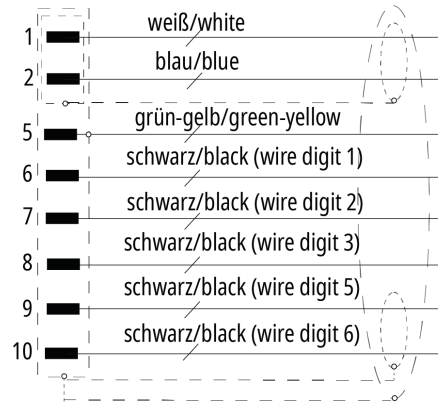 1 weiß/white
2 blau/blue
5 grün-gelb/green-yellow
6 schwarz/black (wire digit 1)
7 schwarz/black (wire digit 2)
8 schwarz/black (wire digit 3)
9 schwarz/black (wire digit 5)
10 schwarz/black (wire digit 6)